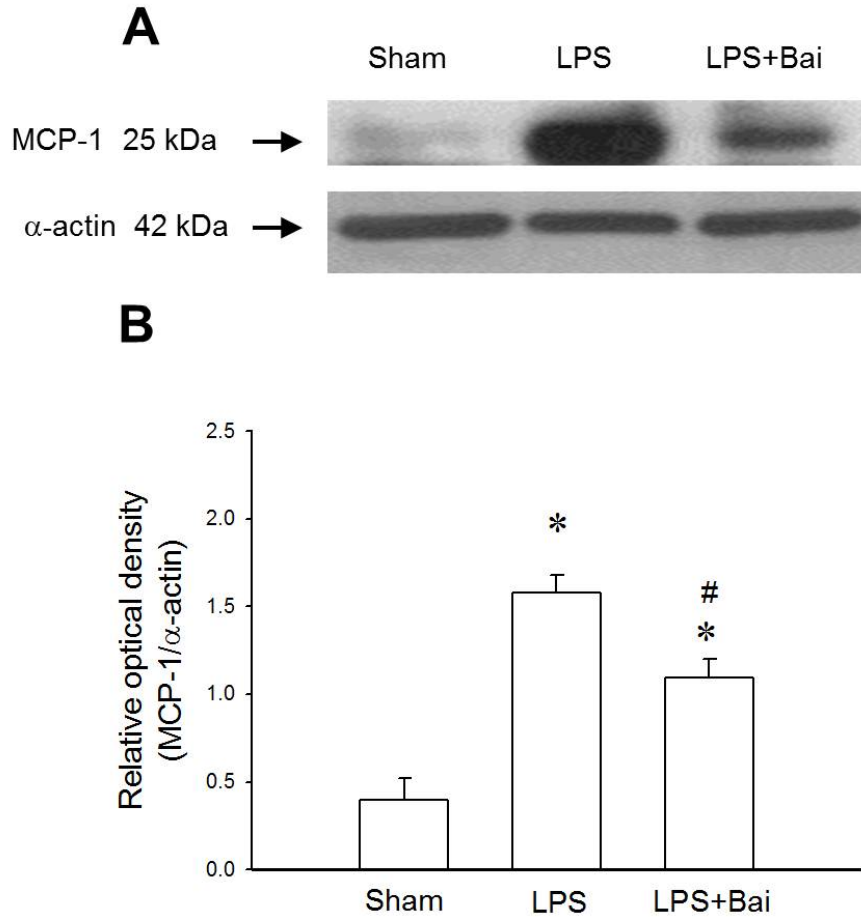 A
Sham LPS LPS+Bai
MCP-1 25 kDa
α-actin 42 kDa
B
Relative optical density
(MCP-1/α-actin)
2.5
2.0
1.5
1.0
0.5
0.0
*
#
*
Sham LPS LPS+Bai